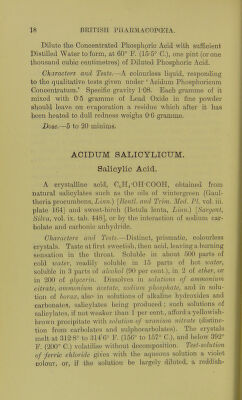 18 BRITISH PHARMACOPŒIA.
Dilute the Concentrated Phosphoric Acid with sufficient
Distilled Water to form, at 60° F. (15·5° C.), one pint (or one
thousand cubic centimetres) of Diluted Phosphoric Acid.
Characters and Tests.—A colourless liquid, responding
to the qualitative tests given under ‘Acidum Phosphoricum
Concentratum.’ Specific gravity 1·08. Each gramme of it
mixed with 0·5 gramme of Lead Oxide in fine powder
should leave on evaporation a residue which after it has
been heated to dull redness weighs 0·6 gramme.
Dose.—5 to 20 minims.
ACIDUM SALICYLICUM.
Salicylic Acid.
A crystalline acid, C₆H₄·OH·COOH, obtained from
natural salicylates such as the oils of wintergreen (Gaul-
theria procumbens, Linn.) [Bentl. and Trim. Med. Pl. vol. iii.
plate 164] and sweet-birch (Betula lenta, Linn.) [Sargent,
Silva, vol. ix. tab. 448], or by the interaction of sodium car-
bolate and carbonic anhydride.
Characters and Tests.—Distinct, prismatic, colourless
crystals. Taste at first sweetish, then acid, leaving a burning
sensation in the throat. Soluble in about 500 parts of
cold water, readily soluble in 15 parts of hot water,
soluble in 3 parts of alcohol (90 per cent.), in 2 of ether, or
in 200 of glycerin. Dissolves in solutions of ammonium
citrate, ammonium acetate, sodium phosphate, and in solu-
tion of borax, also in solutions of alkaline hydroxides and
carbonates, salicylates being produced; such solutions of
salicylates, if not weaker than 1 per cent., afford a yellowish-
brown precipitate with solution of uranium nitrate (distinc-
tion from carbolates and sulphocarbolates). The crystals
melt at 312·8° to 314·6° F. (156° to 157° C.), and below 392°
F. (200° C.) volatilise without decomposition. Test-solution
of ferric chloride gives with the aqueous solution a violet
colour, or, if the solution be largely diluted, a reddish-